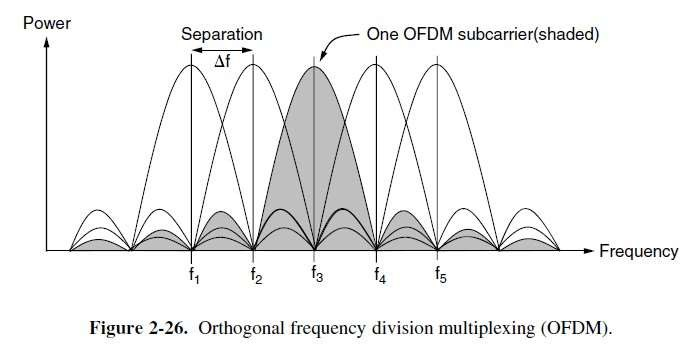 Power
Separation
One OFDM subcarrier(shaded)
Δf
Frequency
f1 f2 f3 f4 f5
Figure 2-26. Orthogonal frequency division multiplexing (OFDM).